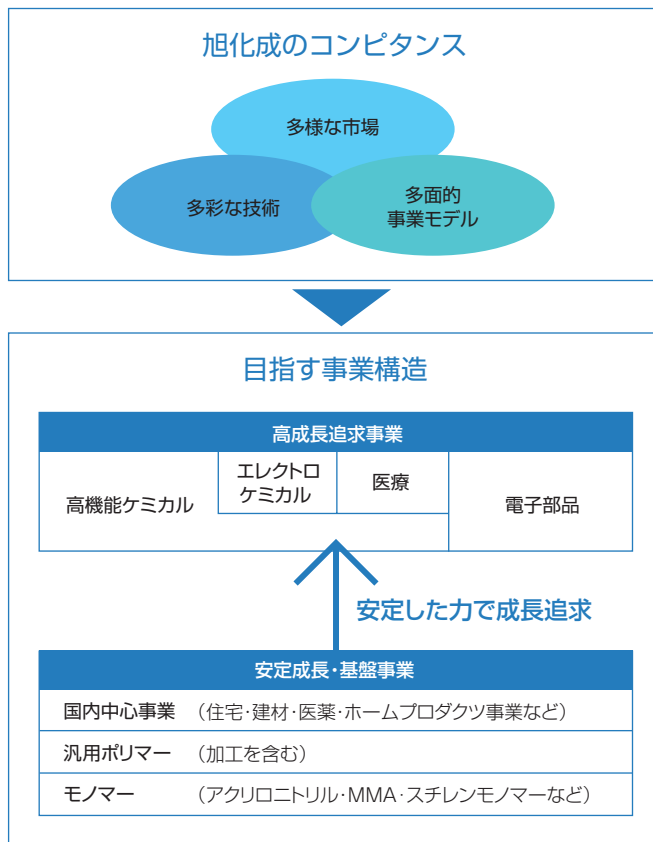 旭化成のコンピタンス
多様な市場
多彩な技術
多面的
事業モデル
目指す事業構造
高成長追求事業
高機能ケミカル
エレクトロ
ケミカル
医療
電子部品
安定した力で成長追求
安定成長・基盤事業
国内中心事業 (住宅・建材・医薬・ホームプロダクツ事業など)
汎用ポリマー (加工を含む)
モノマー (アクリロニトリル・MMA・スチレンモノマーなど)